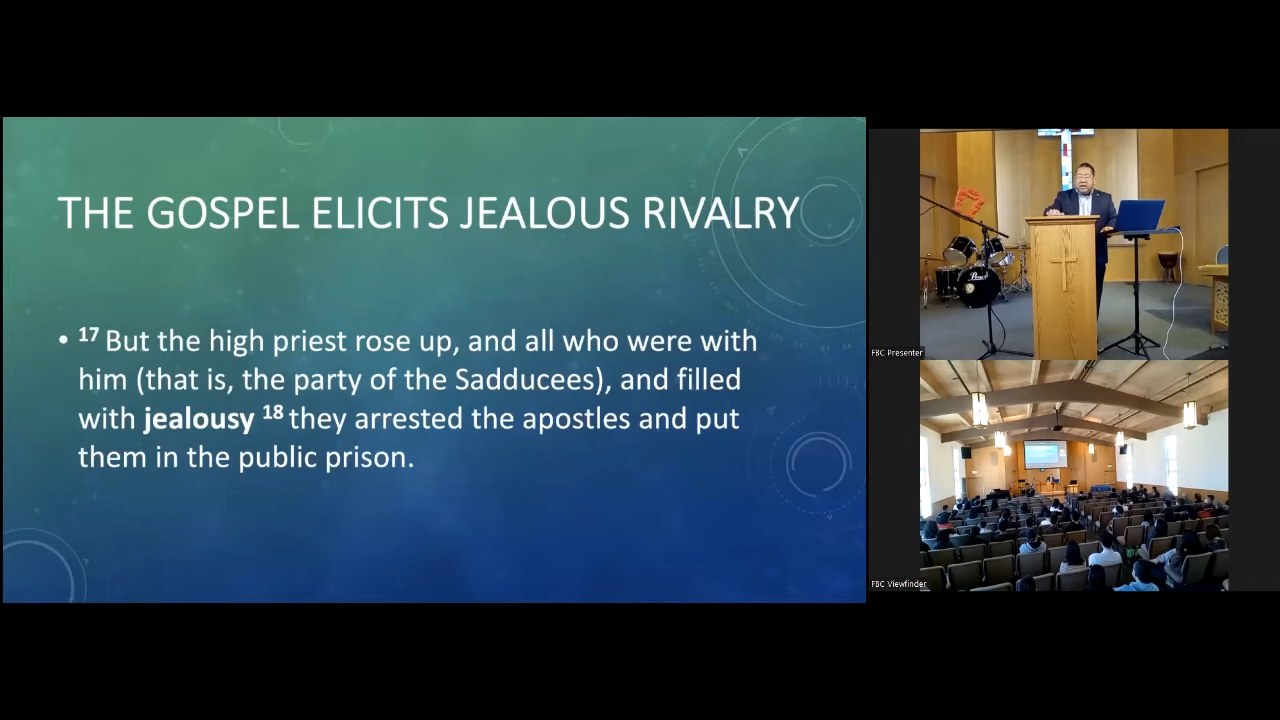 THE GOSPEL ELICITS JEALOUS RIVALRY
• 17 But the high priest rose up, and all who were with
him (that is, the party of the Sadducees), and filled
with jealousy 18 they arrested the apostles and put
them in the public prison.
FBC Presenter
FBC Viewfinder